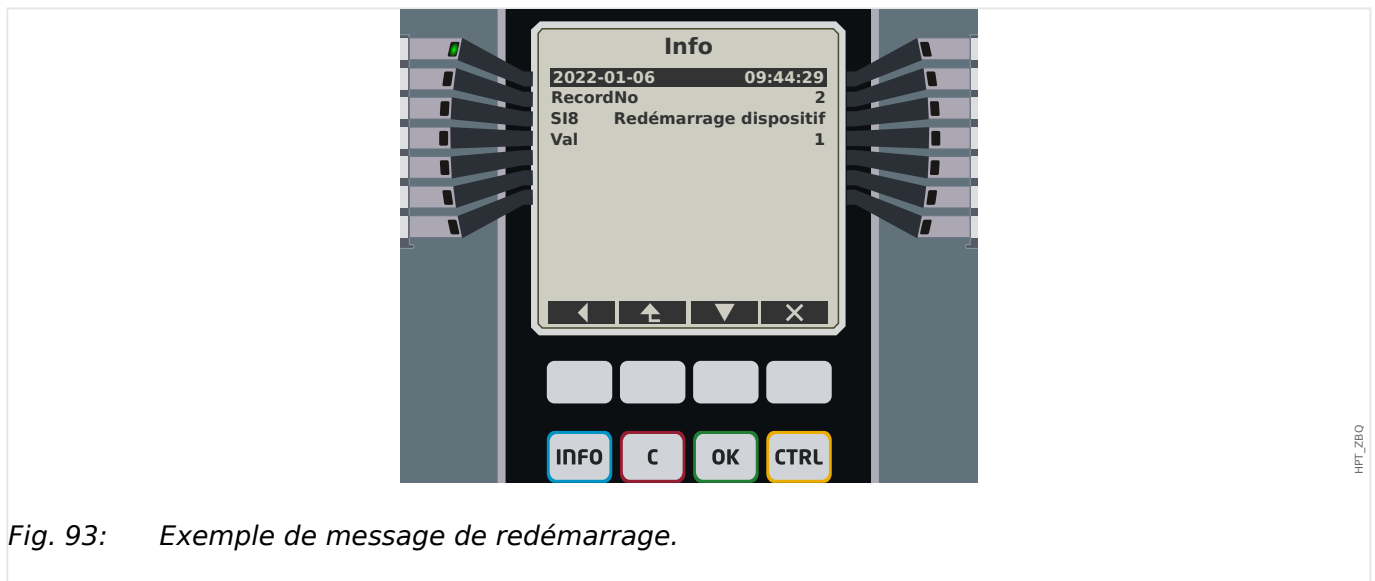 Info
2022-01-06 09:44:29
RecordNo 2
SI8 Redémarrage dispositif
Val 1
INFO C OK CTRL
HPT_ZBQ
Fig. 93: Exemple de message de redémarrage.